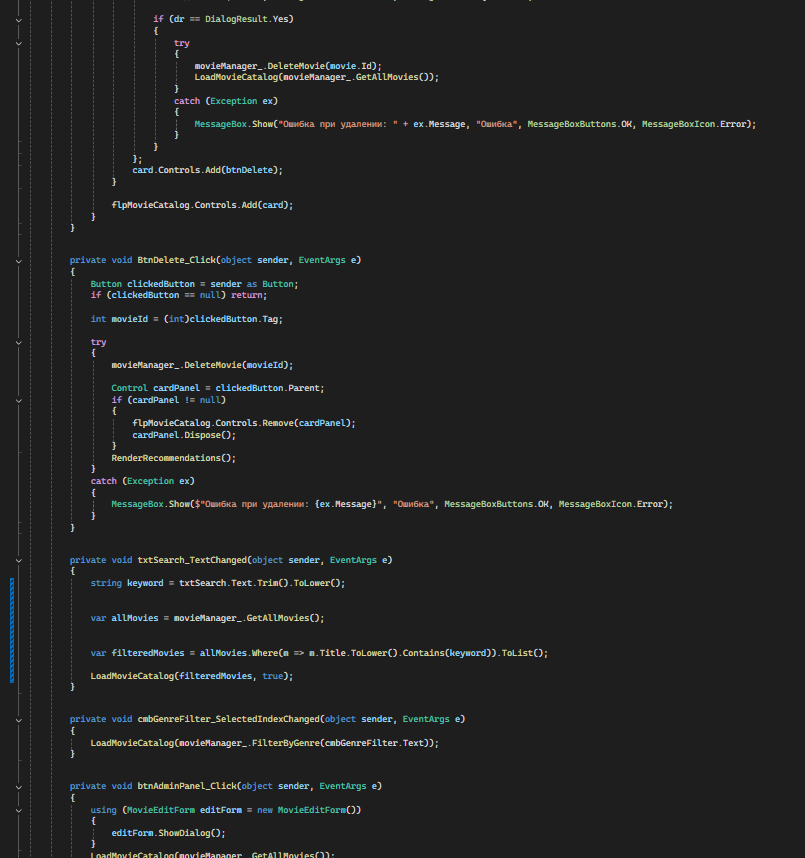 if (dr == DialogResult.Yes)
{
try
{
movieManager_.DeleteMovie(movie.Id);
LoadMovieCatalog(movieManager_.GetAllMovies());
}
catch (Exception ex)
{
MessageBox.Show("Ошибка при удалении: " + ex.Message, "Ошибка", MessageBoxButtons.OK, MessageBoxIcon.Error);
}
}
};
card.Controls.Add(btnDelete);
}
flpMovieCatalog.Controls.Add(card);
}
}
private void BtnDelete_Click(object sender, EventArgs e)
{
Button clickedButton = sender as Button;
if (clickedButton == null) return;
int movieId = (int)clickedButton.Tag;
try
{
movieManager_.DeleteMovie(movieId);
Control cardPanel = clickedButton.Parent;
if (cardPanel != null)
{
flpMovieCatalog.Controls.Remove(cardPanel);
cardPanel.Dispose();
}
RenderRecommendations();
}
catch (Exception ex)
{
MessageBox.Show($"Ошибка при удалении: {ex.Message}", "Ошибка", MessageBoxButtons.OK, MessageBoxIcon.Error);
}
}
private void txtSearch_TextChanged(object sender, EventArgs e)
{
string keyword = txtSearch.Text.Trim().ToLower();
var allMovies = movieManager_.GetAllMovies();
var filteredMovies = allMovies.Where(m => m.Title.ToLower().Contains(keyword)).ToList();
LoadMovieCatalog(filteredMovies, true);
}
private void cmbGenreFilter_SelectedIndexChanged(object sender, EventArgs e)
{
LoadMovieCatalog(movieManager_.FilterByGenre(cmbGenreFilter.Text));
}
private void btnAdminPanel_Click(object sender, EventArgs e)
{
using (MovieEditForm editForm = new MovieEditForm())
{
editForm.ShowDialog();
}
LoadMovieCatalog(movieManager_.GetAllMovies());